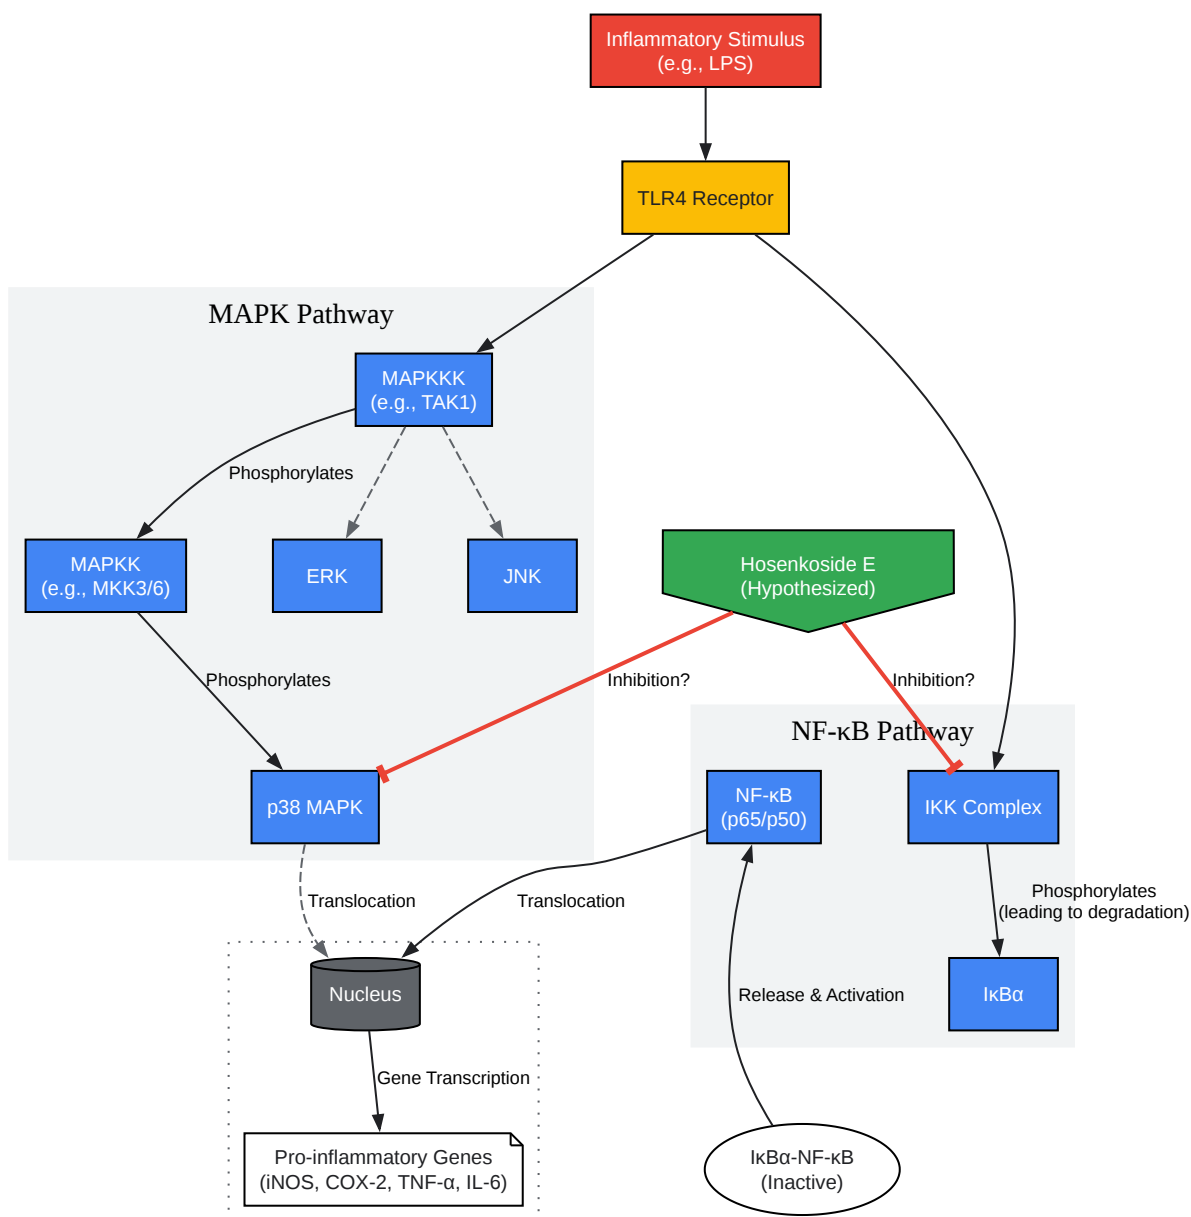 Inflammatory Stimulus
(e.g., LPS)
TLR4 Receptor
MAPK Pathway
MAPKKK
(e.g., TAK1)
Phosphorylates
MAPKK
(e.g., MKK3/6)
ERK
JNK
Hosenkoside E
(Hypothesized)
Phosphorylates
Inhibition?
Inhibition?
NF-κB Pathway
p38 MAPK
NF-κB
(p65/p50)
IKK Complex
Translocation
Translocation
Phosphorylates
(leading to degradation)
Nucleus
Release & Activation
IκBα
Gene Transcription
Pro-inflammatory Genes
(iNOS, COX-2, TNF-α, IL-6)
IκBα-NF-κB
(Inactive)